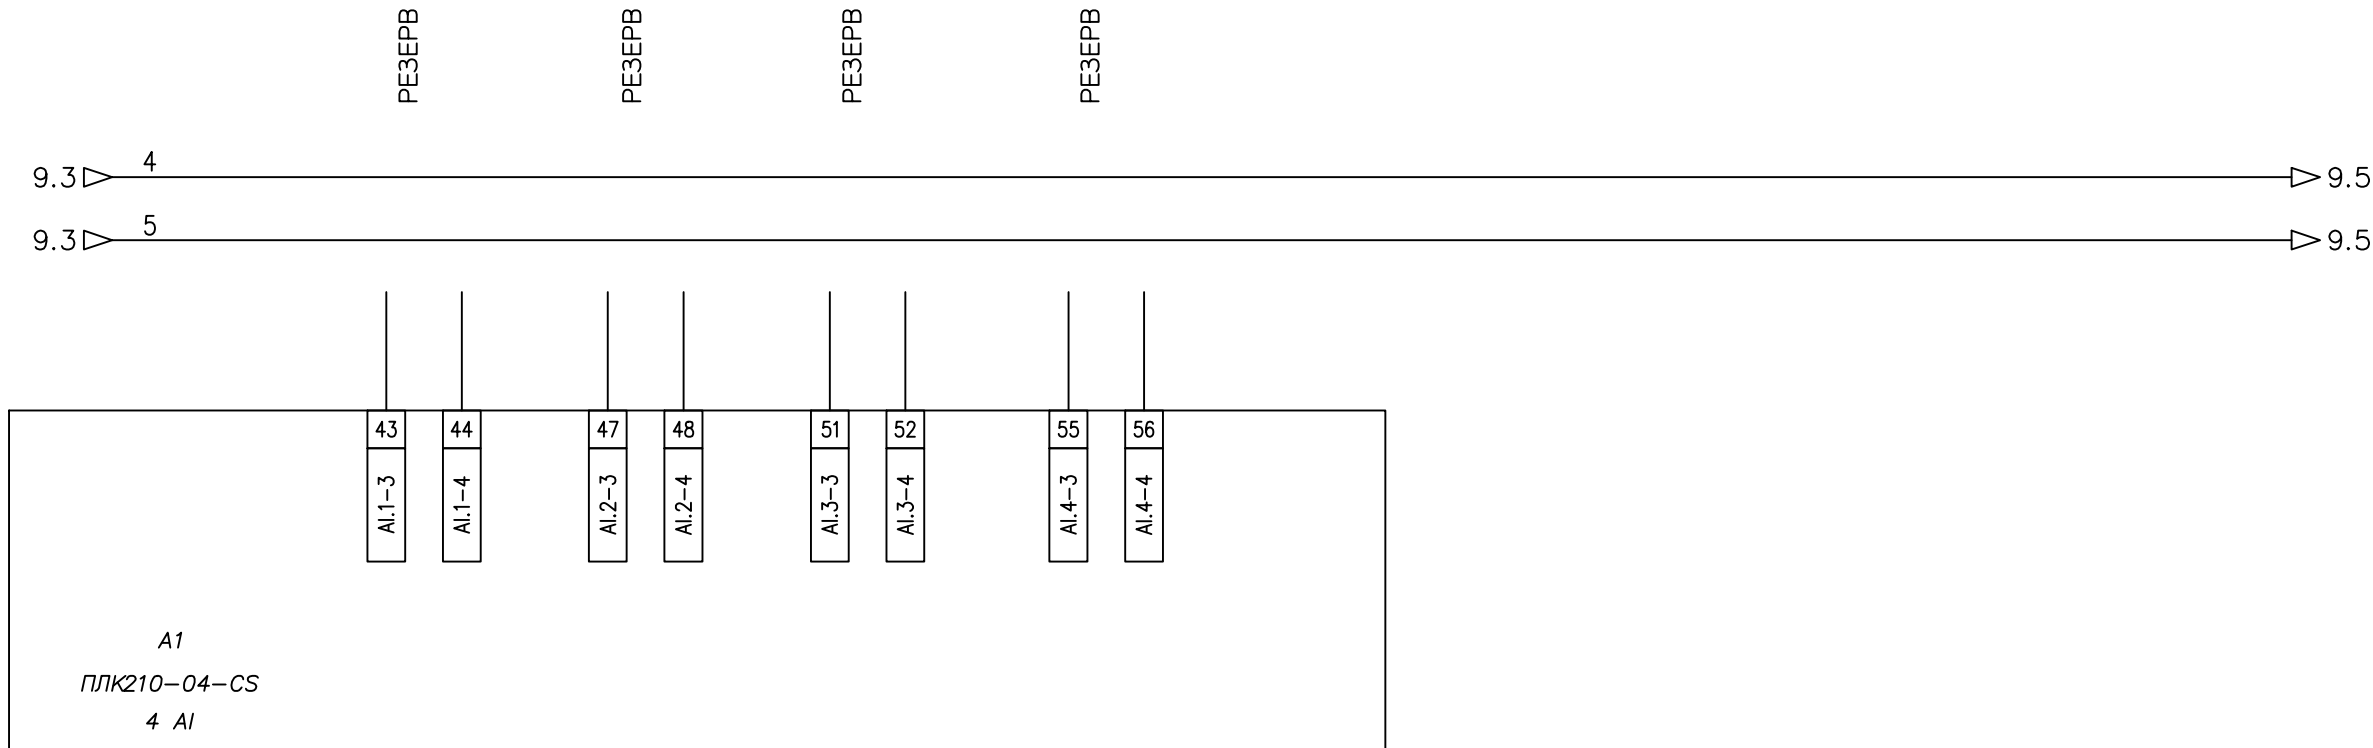 РЕЗЕРВ
РЕЗЕРВ
РЕЗЕРВ
РЕЗЕРВ
4
9.3 9.5
5
9.3 9.5
43 44 47 48 51 52 55 56
AI.1-3 AI.1-4 AI.2-3 AI.2-4 AI.3-3 AI.3-4 AI.4-3 AI.4-4
A1
ПЛК210-04-CS
4 AI